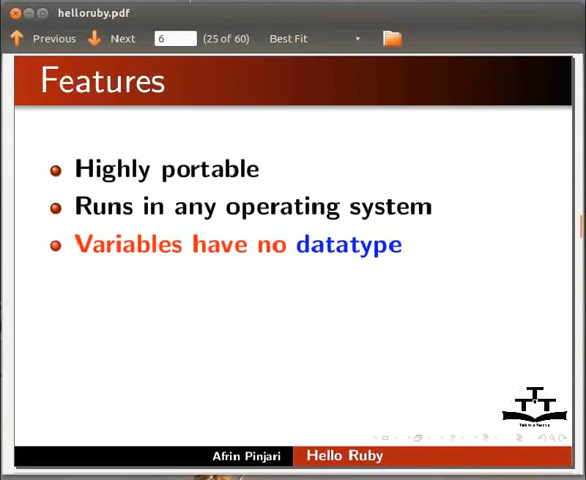 helloruby.pdf
Previous Next 6 (25 of 60) Best Fit
Features
Highly portable
Runs in any operating system
Variables have no datatype
Afrin Pinjari Hello Ruby